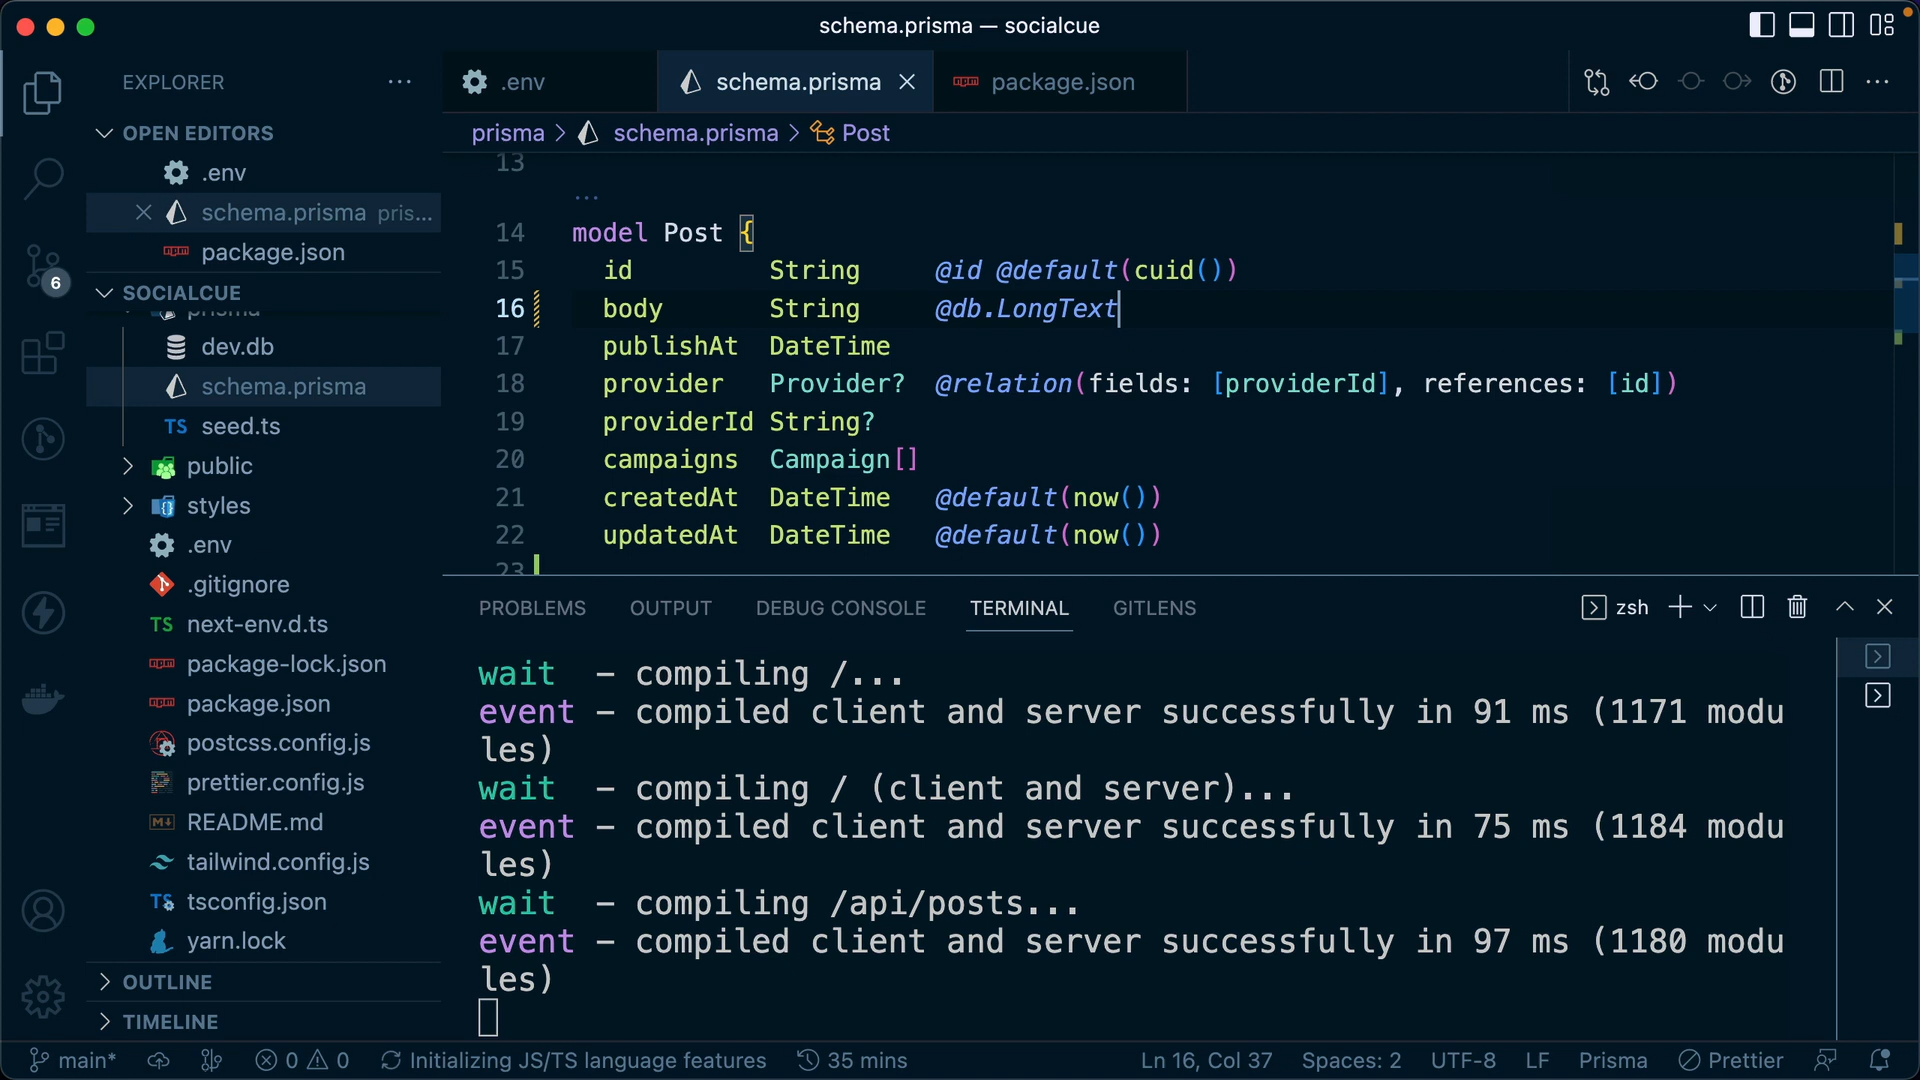 schema.prisma — socialcue
EXPLORER
OPEN EDITORS
.env
schema.prisma pris...
package.json
SOCIALCUE
prisma
dev.db
schema.prisma
TS seed.ts
public
styles
.env
.gitignore
TS next-env.d.ts
package-lock.json
package.json
postcss.config.js
prettier.config.js
README.md
tailwind.config.js
TS tsconfig.json
yarn.lock
OUTLINE
TIMELINE
6
.env
schema.prisma
package.json
prisma > schema.prisma > Post
13
...
14 model Post {
15 id String @id @default(cuid())
16 body String @db.LongText
17 publishAt DateTime
18 provider Provider? @relation(fields: [providerId], references: [id])
19 providerId String?
20 campaigns Campaign[]
21 createdAt DateTime @default(now())
22 updatedAt DateTime @default(now())
23
PROBLEMS OUTPUT DEBUG CONSOLE TERMINAL GITLENS
zsh
wait – compiling /...
event – compiled client and server successfully in 91 ms (1171 modu
les)
wait – compiling / (client and server)...
event – compiled client and server successfully in 75 ms (1184 modu
les)
wait – compiling /api/posts...
event – compiled client and server successfully in 97 ms (1180 modu
les)
main* 0 0 Initializing JS/TS language features 35 mins Ln 16, Col 37 Spaces: 2 UTF-8 LF Prisma Prettier